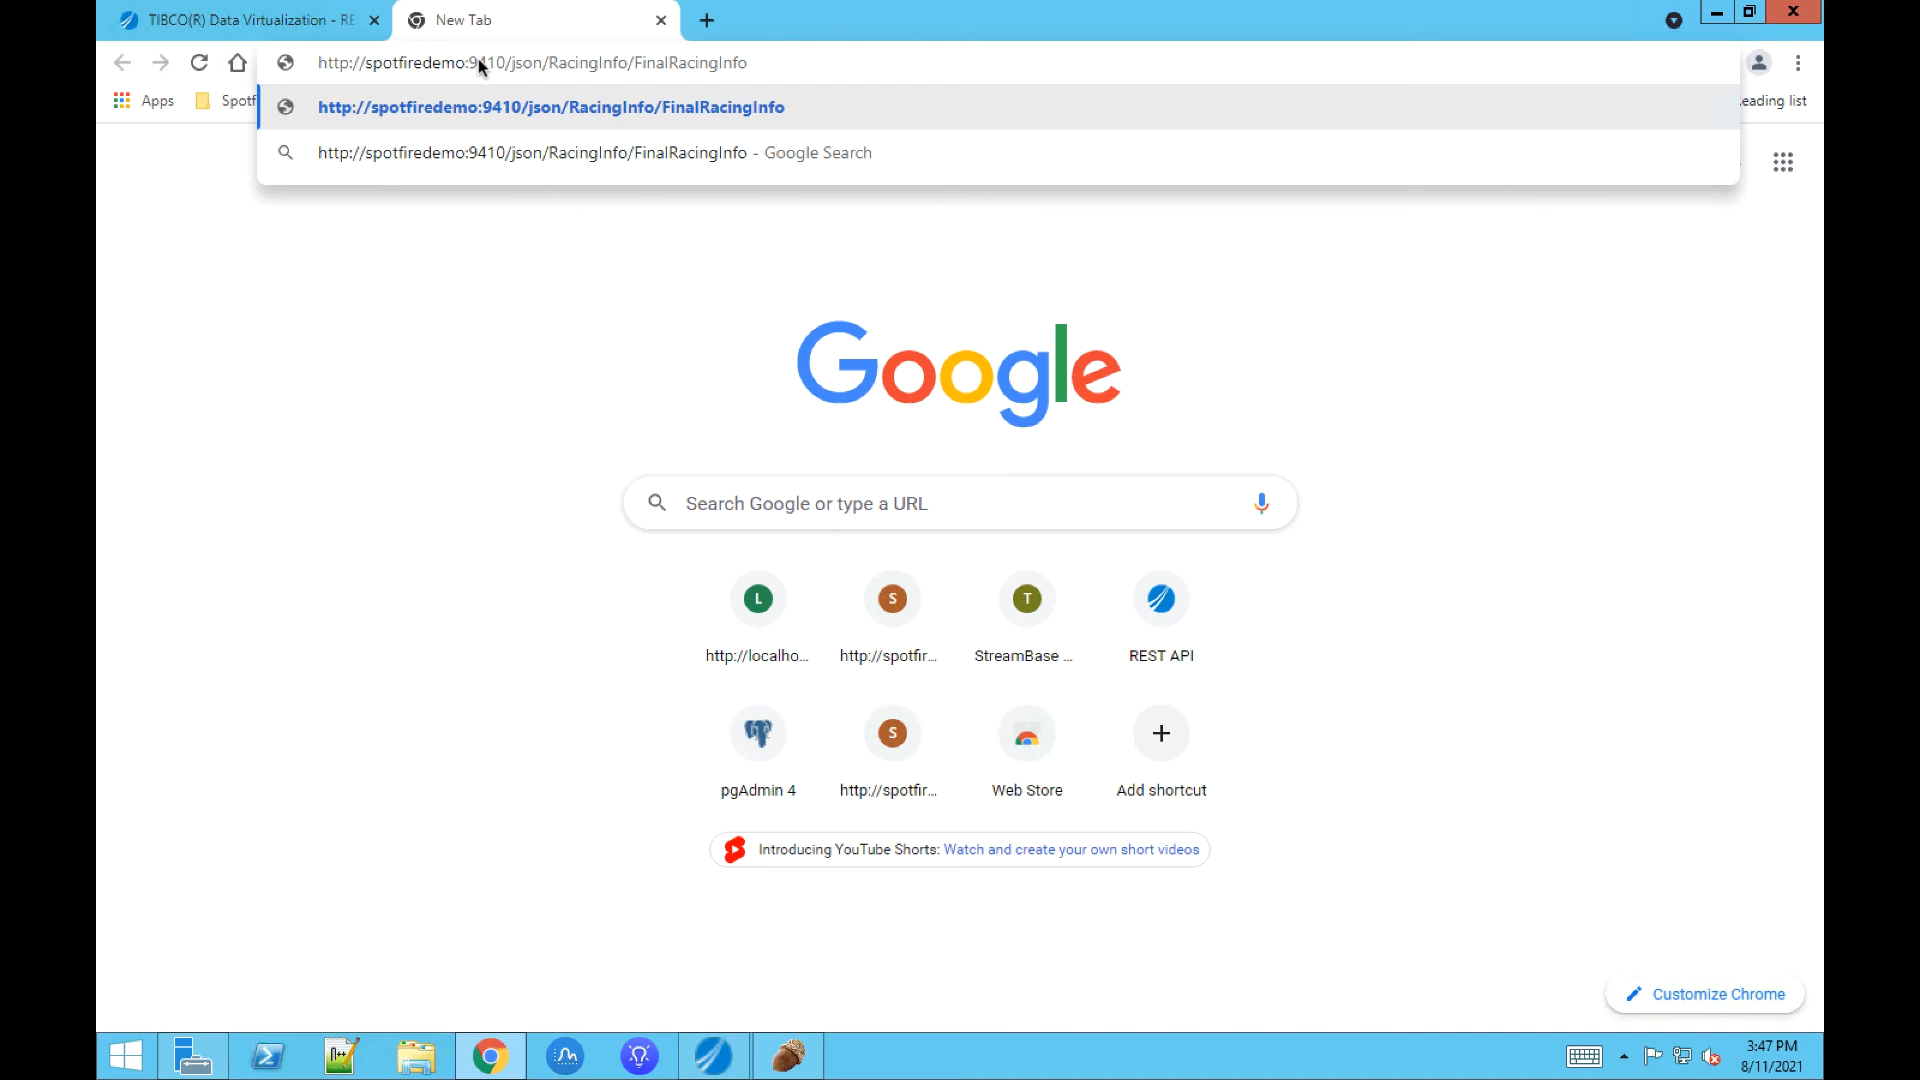 TIBCO(R) Data Virtualization - RE
New Tab
http://spotfiredemo:9410/json/RacingInfo/FinalRacingInfo
Apps
Spotf
http://spotfiredemo:9410/json/RacingInfo/FinalRacingInfo
eading list
http://spotfiredemo:9410/json/RacingInfo/FinalRacingInfo - Google Search
Google
Search Google or type a URL
L
S
T
http://localho...
http://spotfir...
StreamBase ...
REST API
S
pgAdmin 4
http://spotfir...
Web Store
Add shortcut
Introducing YouTube Shorts: Watch and create your own short videos
Customize Chrome
3:47 PM
8/11/2021